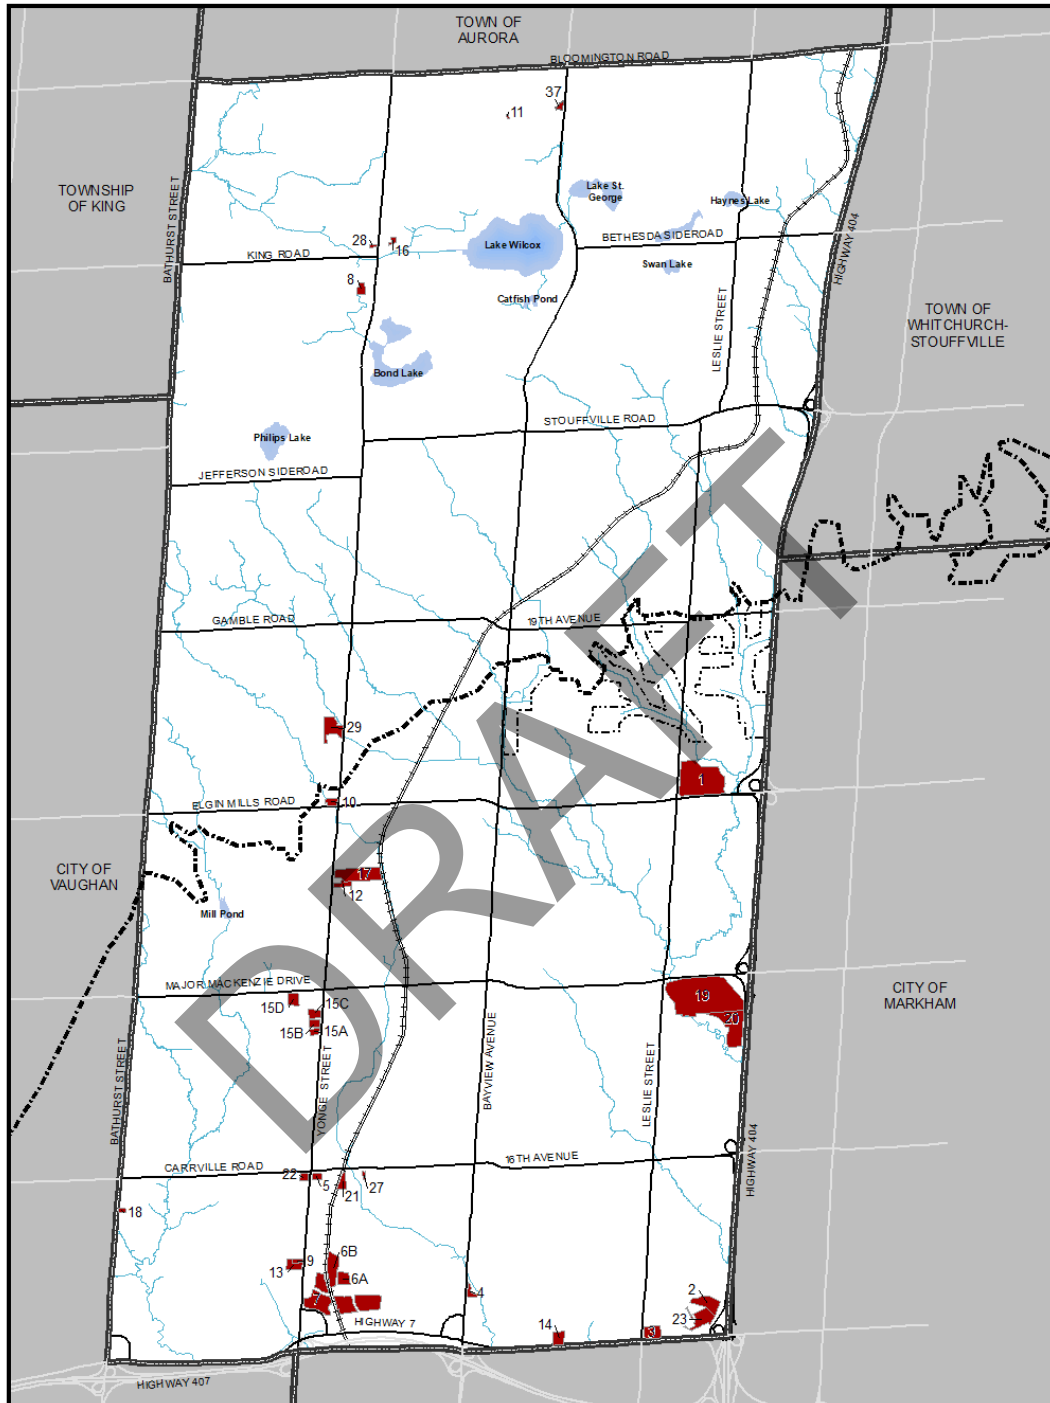 TOWN OF
AURORA
BLOOMINGTON ROAD
37
11
TOWNSHIP
OF KING
BATHURST STREET
Lake St.
George
Haynes Lake
HIGHWAY 404
28
16
KING ROAD
Lake Wilcox
BETHESDA SIDEROAD
Swan Lake
8
Catfish Pond
LESLIE STREET
TOWN OF
WHITCHURCH-
STOUFFVILLE
Bond Lake
STOUFFVILLE ROAD
Philips Lake
JEFFERSON SIDEROAD
GAMBLE ROAD
19TH AVENUE
DRAFT
29
1
ELGIN MILLS ROAD
10
CITY OF
VAUGHAN
17
12
Mill Pond
MAJOR MACKENZIE DRIVE
15D
15C
15B
15A
19
20
CITY OF
MARKHAM
BATHURST STREET
YONGE STREET
BAYVIEW AVENUE
LESLIE STREET
HIGHWAY 404
CARRVILLE ROAD
16TH AVENUE
22
5
21
27
18
9
13
6B
6A
7
4
2
23
14
3
HIGHWAY 7
HIGHWAY 407